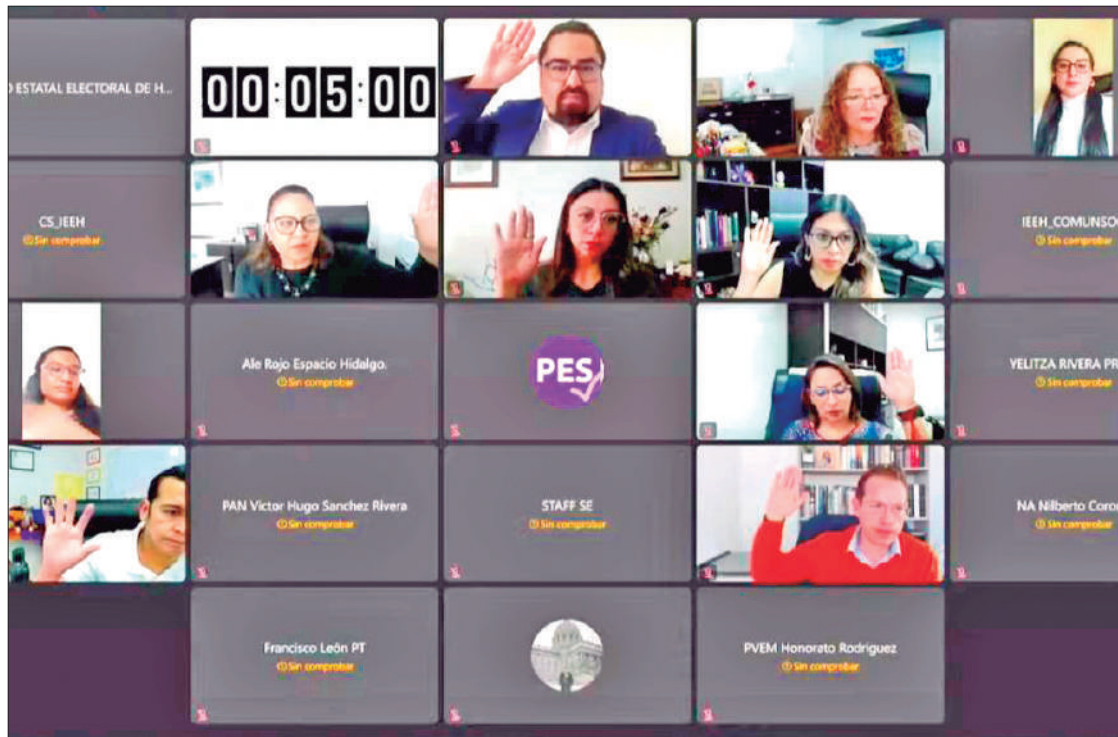 O ESTATAL ELECTORAL DE H...
00:05:00
CS_IEEH
Sin comprobar
IEEH_COMUNSO
Sin comprobar
Ale Rojo Espacio Hidalgo.
Sin comprobar
PES
YELITZA RIVERA PR
Sin comprobar
PAN Victor Hugo Sanchez Rivera
Sin comprobar
STAFF SE
Sin comprobar
NA Nilberto Coro
Sin comprobar
Francisco León PT
Sin comprobar
PVEM Honorato Rodriguez
Sin comprobar